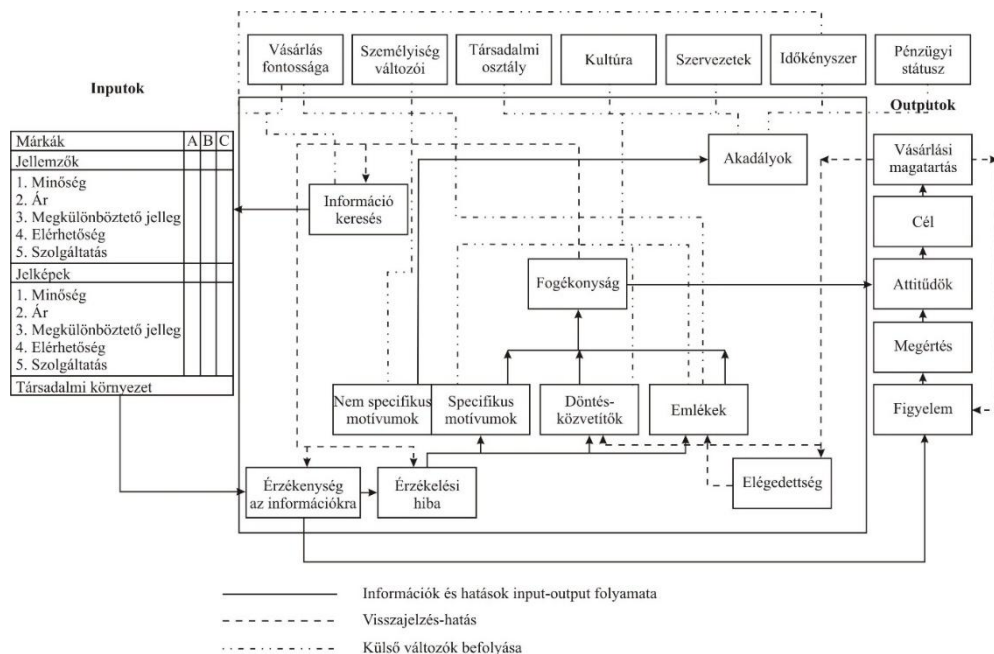 Vásárlás
fontossága
Személyiség
változói
Társadalmi
osztály
Kultúra
Szervezetek
Időkényszer
Pénzügyi
státusz
Inputok
Outputok
Márkák A B C
Jellemzők
1. Minőség
2. Ár
3. Megkülönböztető jelleg
4. Elérhetőség
5. Szolgáltatás
Jelképek
1. Minőség
2. Ár
3. Megkülönböztető jelleg
4. Elérhetőség
5. Szolgáltatás
Társadalmi környezet
Akadályok
Információ
keresés
Fogékonyság
Nem specifikus
motívumok
Specifikus
motívumok
Döntés-
közvetítők
Emlékek
Érzékenység
az információkra
Érzékelési
hiba
Elégedettség
Vásárlási
magatartás
Cél
Attitűdök
Megértés
Figyelem
Információk és hatások input-output folyamata
Visszajelzés-hatás
Külső változók befolyása